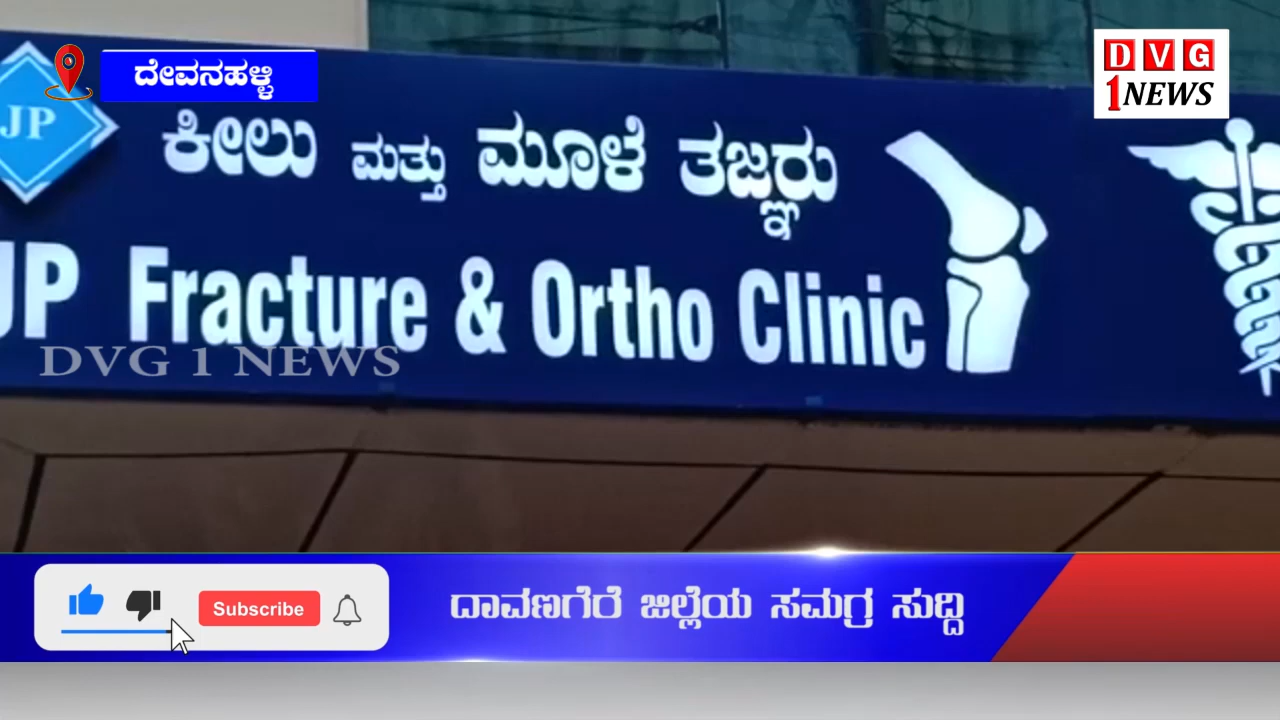 ದೇವನಹಳ್ಳಿ
DVG
1NEWS
JP
ಕೀಲು ಮತ್ತು ಮೂಳೆ ತಜ್ಞರು
JP Fracture & Ortho Clinic
DVG 1 NEWS
Subscribe
ದಾವಣಗೆರೆ ಜಿಲ್ಲೆಯ ಸಮಗ್ರ ಸುದ್ದಿ